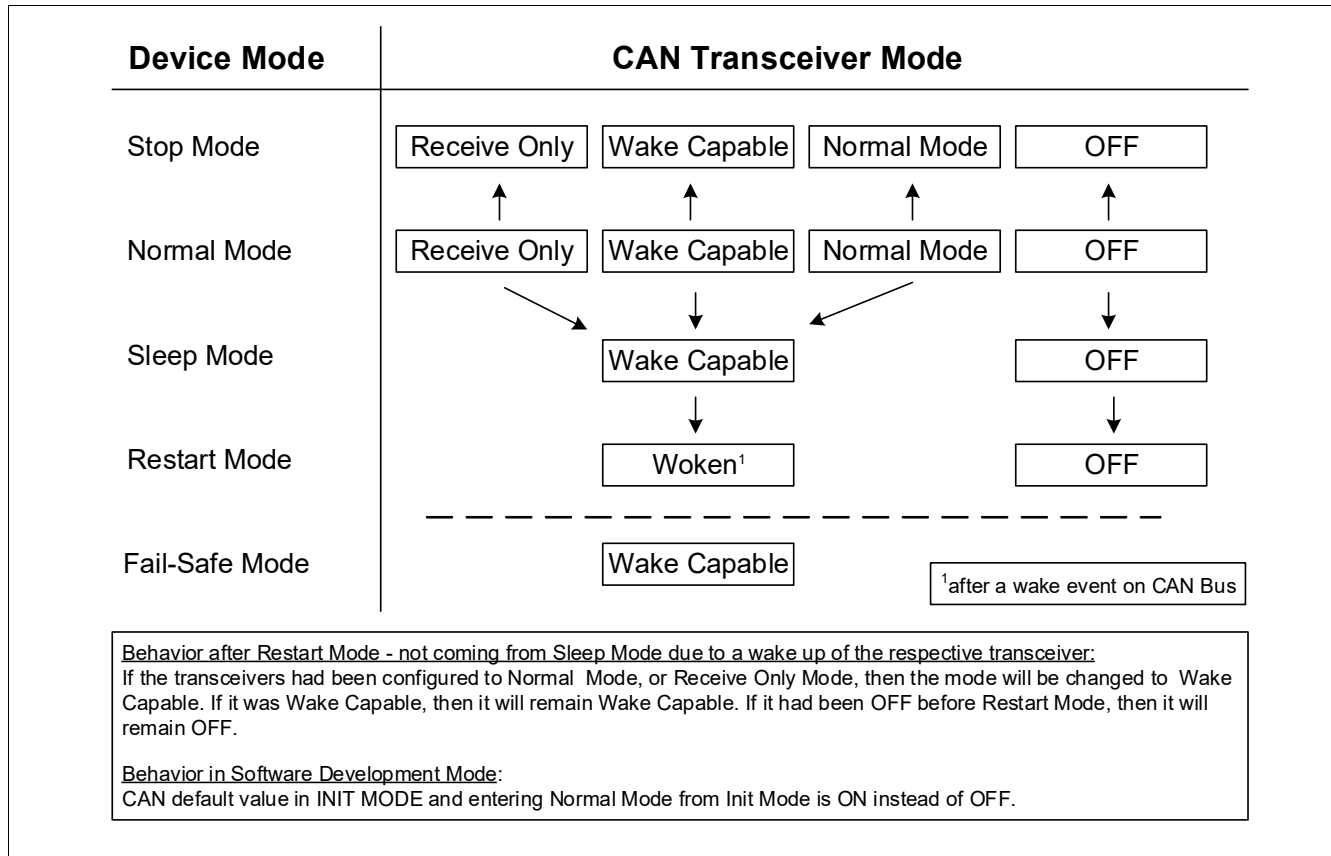 Device Mode CAN Transceiver Mode
Stop Mode Receive Only Wake Capable Normal Mode OFF
Normal Mode Receive Only Wake Capable Normal Mode OFF
Sleep Mode Wake Capable OFF
Restart Mode Woken¹ OFF
Fail-Safe Mode Wake Capable
¹after a wake event on CAN Bus
Behavior after Restart Mode - not coming from Sleep Mode due to a wake up of the respective transceiver:
If the transceivers had been configured to Normal Mode, or Receive Only Mode, then the mode will be changed to Wake
Capable. If it was Wake Capable, then it will remain Wake Capable. If it had been OFF before Restart Mode, then it will
remain OFF.
Behavior in Software Development Mode:
CAN default value in INIT MODE and entering Normal Mode from Init Mode is ON instead of OFF.